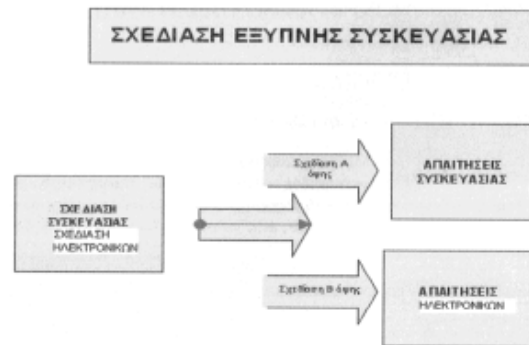 ΣΧΕΔΙΑΣΗ ΕΞΥΠΝΗΣ ΣΥΣΚΕΥΑΣΙΑΣ
Σχεδίαση Α
όψης
ΑΠΑΙΤΗΣΕΙΣ
ΣΥΣΚΕΥΑΣΙΑΣ
ΣΧΕΔΙΑΣΗ
ΣΥΣΚΕΥΑΣΙΑΣ
ΣΧΕΔΙΑΣΗ
ΗΛΕΚΤΡΟΝΙΚΩΝ
Σχεδίαση Β όψης
ΑΠΑΙΤΗΣΕΙΣ
ΗΛΕΚΤΡΟΝΙΚΩΝ